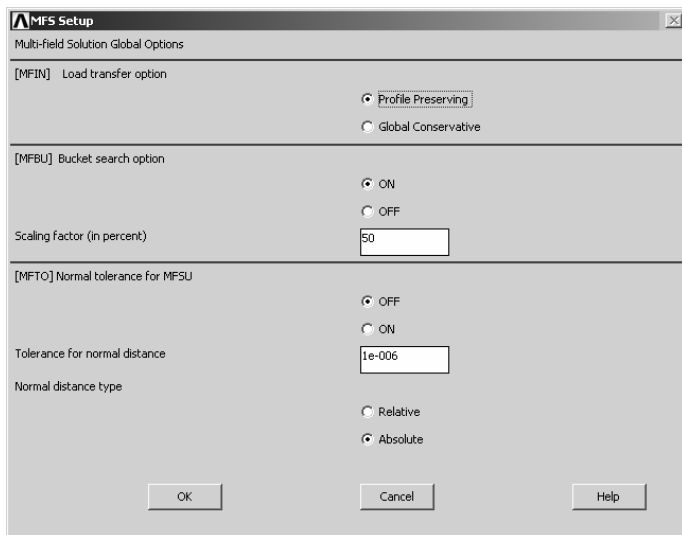 MFS Setup
Multi-field Solution Global Options
[MFIN] Load transfer option
Profile Preserving
Global Conservative
[MFBU] Bucket search option
ON
OFF
Scaling factor (in percent)
50
[MFTO] Normal tolerance for MFSU
OFF
ON
Tolerance for normal distance
1e-006
Normal distance type
Relative
Absolute
OK Cancel Help